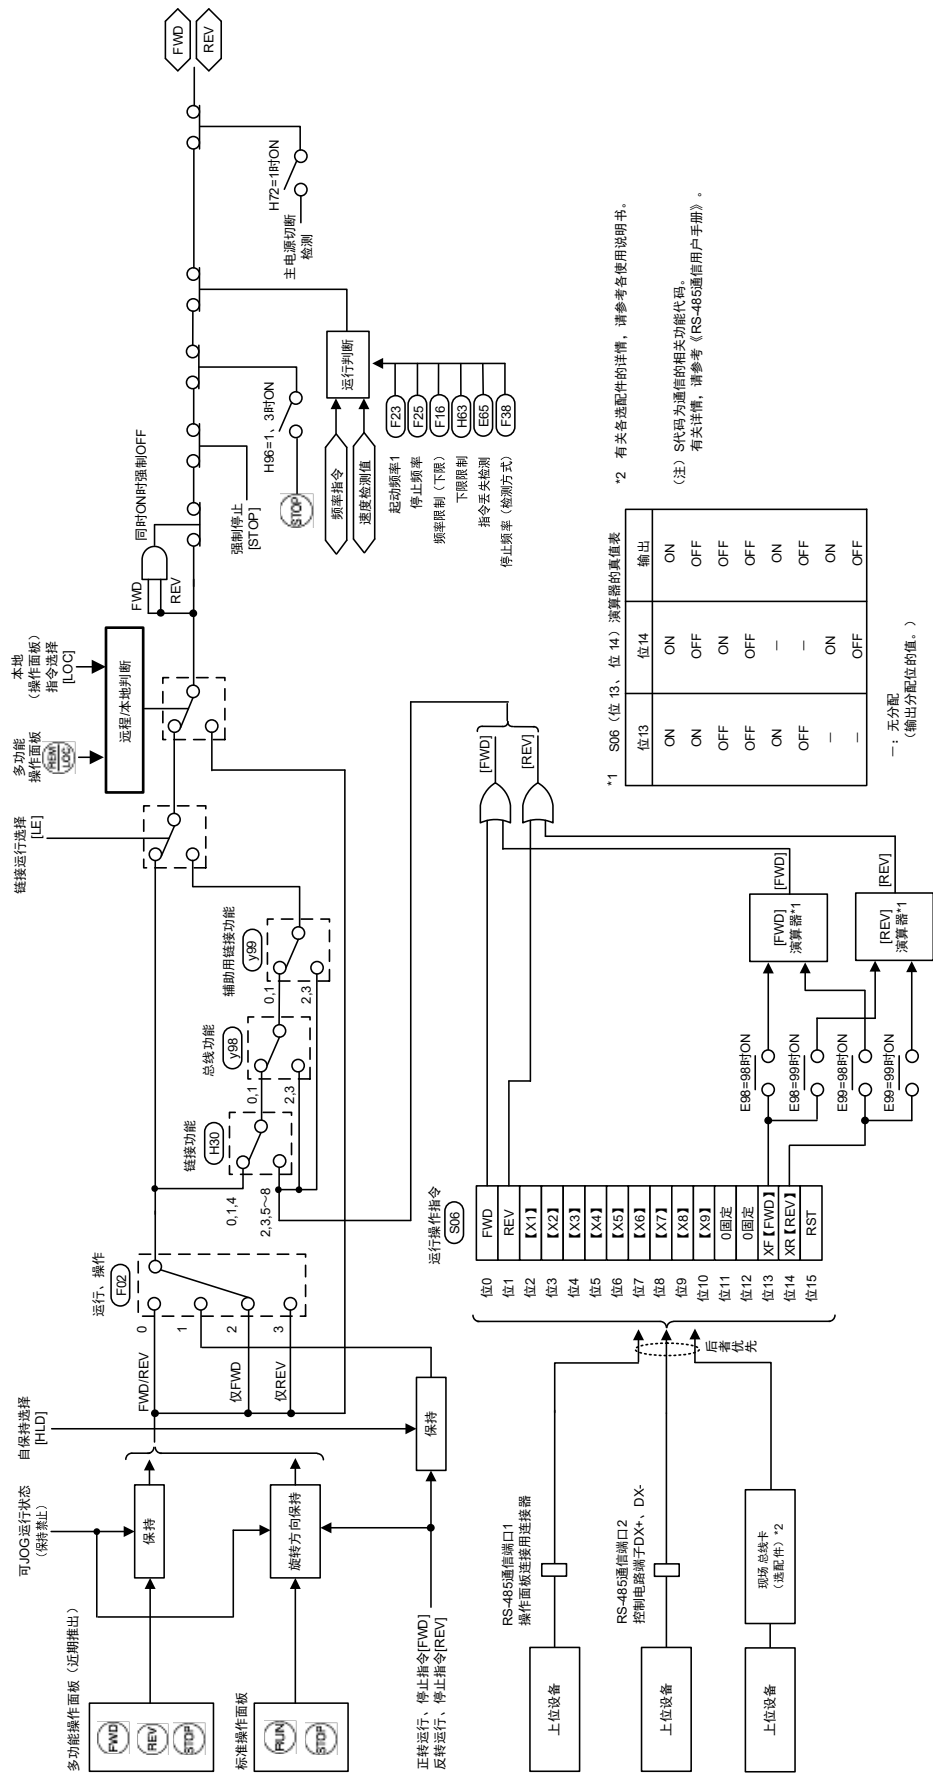 多功能操作面板（近期推出）
FWD
REV
STOP
标准操作面板
RUN
STOP
正转运行、停止指令[FWD]
反转运行、停止指令[REV]
可JOG运行状态
（保持禁止）
保持
旋转方向保持
自保持选择
[HLD]
保持
运行、操作
F02
FWD/REV
仅FWD
仅REV
0
1
2
3
链接功能
H30
0,1,4
2,3,5~8
总线功能
y98
0,1
2,3
辅助用链接功能
y99
0,1
2,3
链接运行选择
[LE]
多功能
操作面板
REM
LOC
本地
（操作面板）
指令选择
[LOC]
远程/本地判断
FWD
REV
同时ON时强制OFF
强制停止
[STOP]
STOP
H96=1、3时ON
频率指令
速度检测值
运行判断
F23
F25
F16
H63
E65
F38
起动频率1
停止频率
频率限制（下限）
下限限制
指令丢失检测
停止频率（检测方式）
主电源切断
检测
H72=1时ON
FWD
REV
RS-485通信端口1
操作面板连接用连接器
上位设备
RS-485通信端口2
控制电路端子DX+、DX-
上位设备
现场 总线卡
（选配件）*2
上位设备
后者
优先
运行操作指令
S06
位0 FWD
位1 REV
位2 【X1】
位3 【X2】
位4 【X3】
位5 【X4】
位6 【X5】
位7 【X6】
位8 【X7】
位9 【X8】
位10 【X9】
位11 0固定
位12 0固定
位13 XF【FWD】
位14 XR【REV】
位15 RST
E98=98时ON
E98=99时ON
E99=98时ON
E99=99时ON
[FWD]
演算器*1
[REV]
演算器*1
[FWD]
[REV]
[FWD]
[REV]
*1 S06（位 13、 位 14）演算器的真值表
位13 位14 输出
ON ON ON
ON OFF OFF
OFF ON OFF
OFF OFF OFF
ON － ON
OFF － OFF
－ ON ON
－ OFF OFF
－：无分配
（输出分配位的值。）
*2 有关各选配件的详情，请参考各使用说明书。
（注）S代码为通信的相关功能代码。
有关详情，请参考《RS-485通信用户手册》。